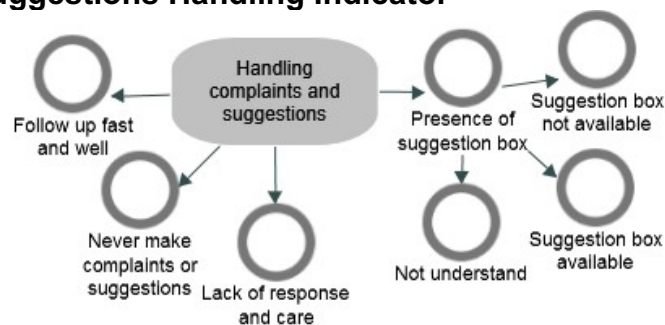 Suggestions Handling Indicator
Handling
complaints and
suggestions
Follow up fast
and well
Never make
complaints or
suggestions
Lack of response
and care
Presence of
suggestion box
Suggestion box
not available
Suggestion box
available
Not understand